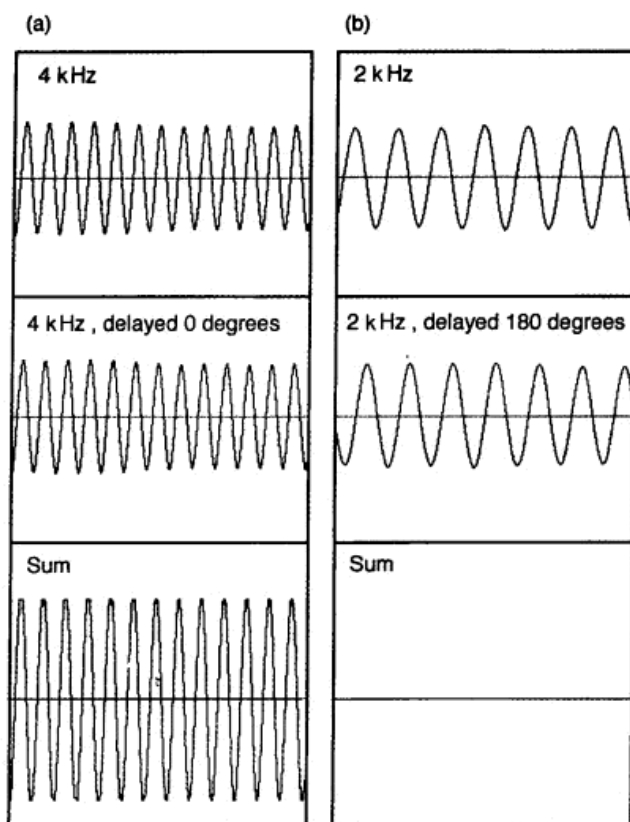 (a)
4 kHz
4 kHz , delayed 0 degrees
Sum
(b)
2 kHz
2 kHz , delayed 180 degrees
Sum